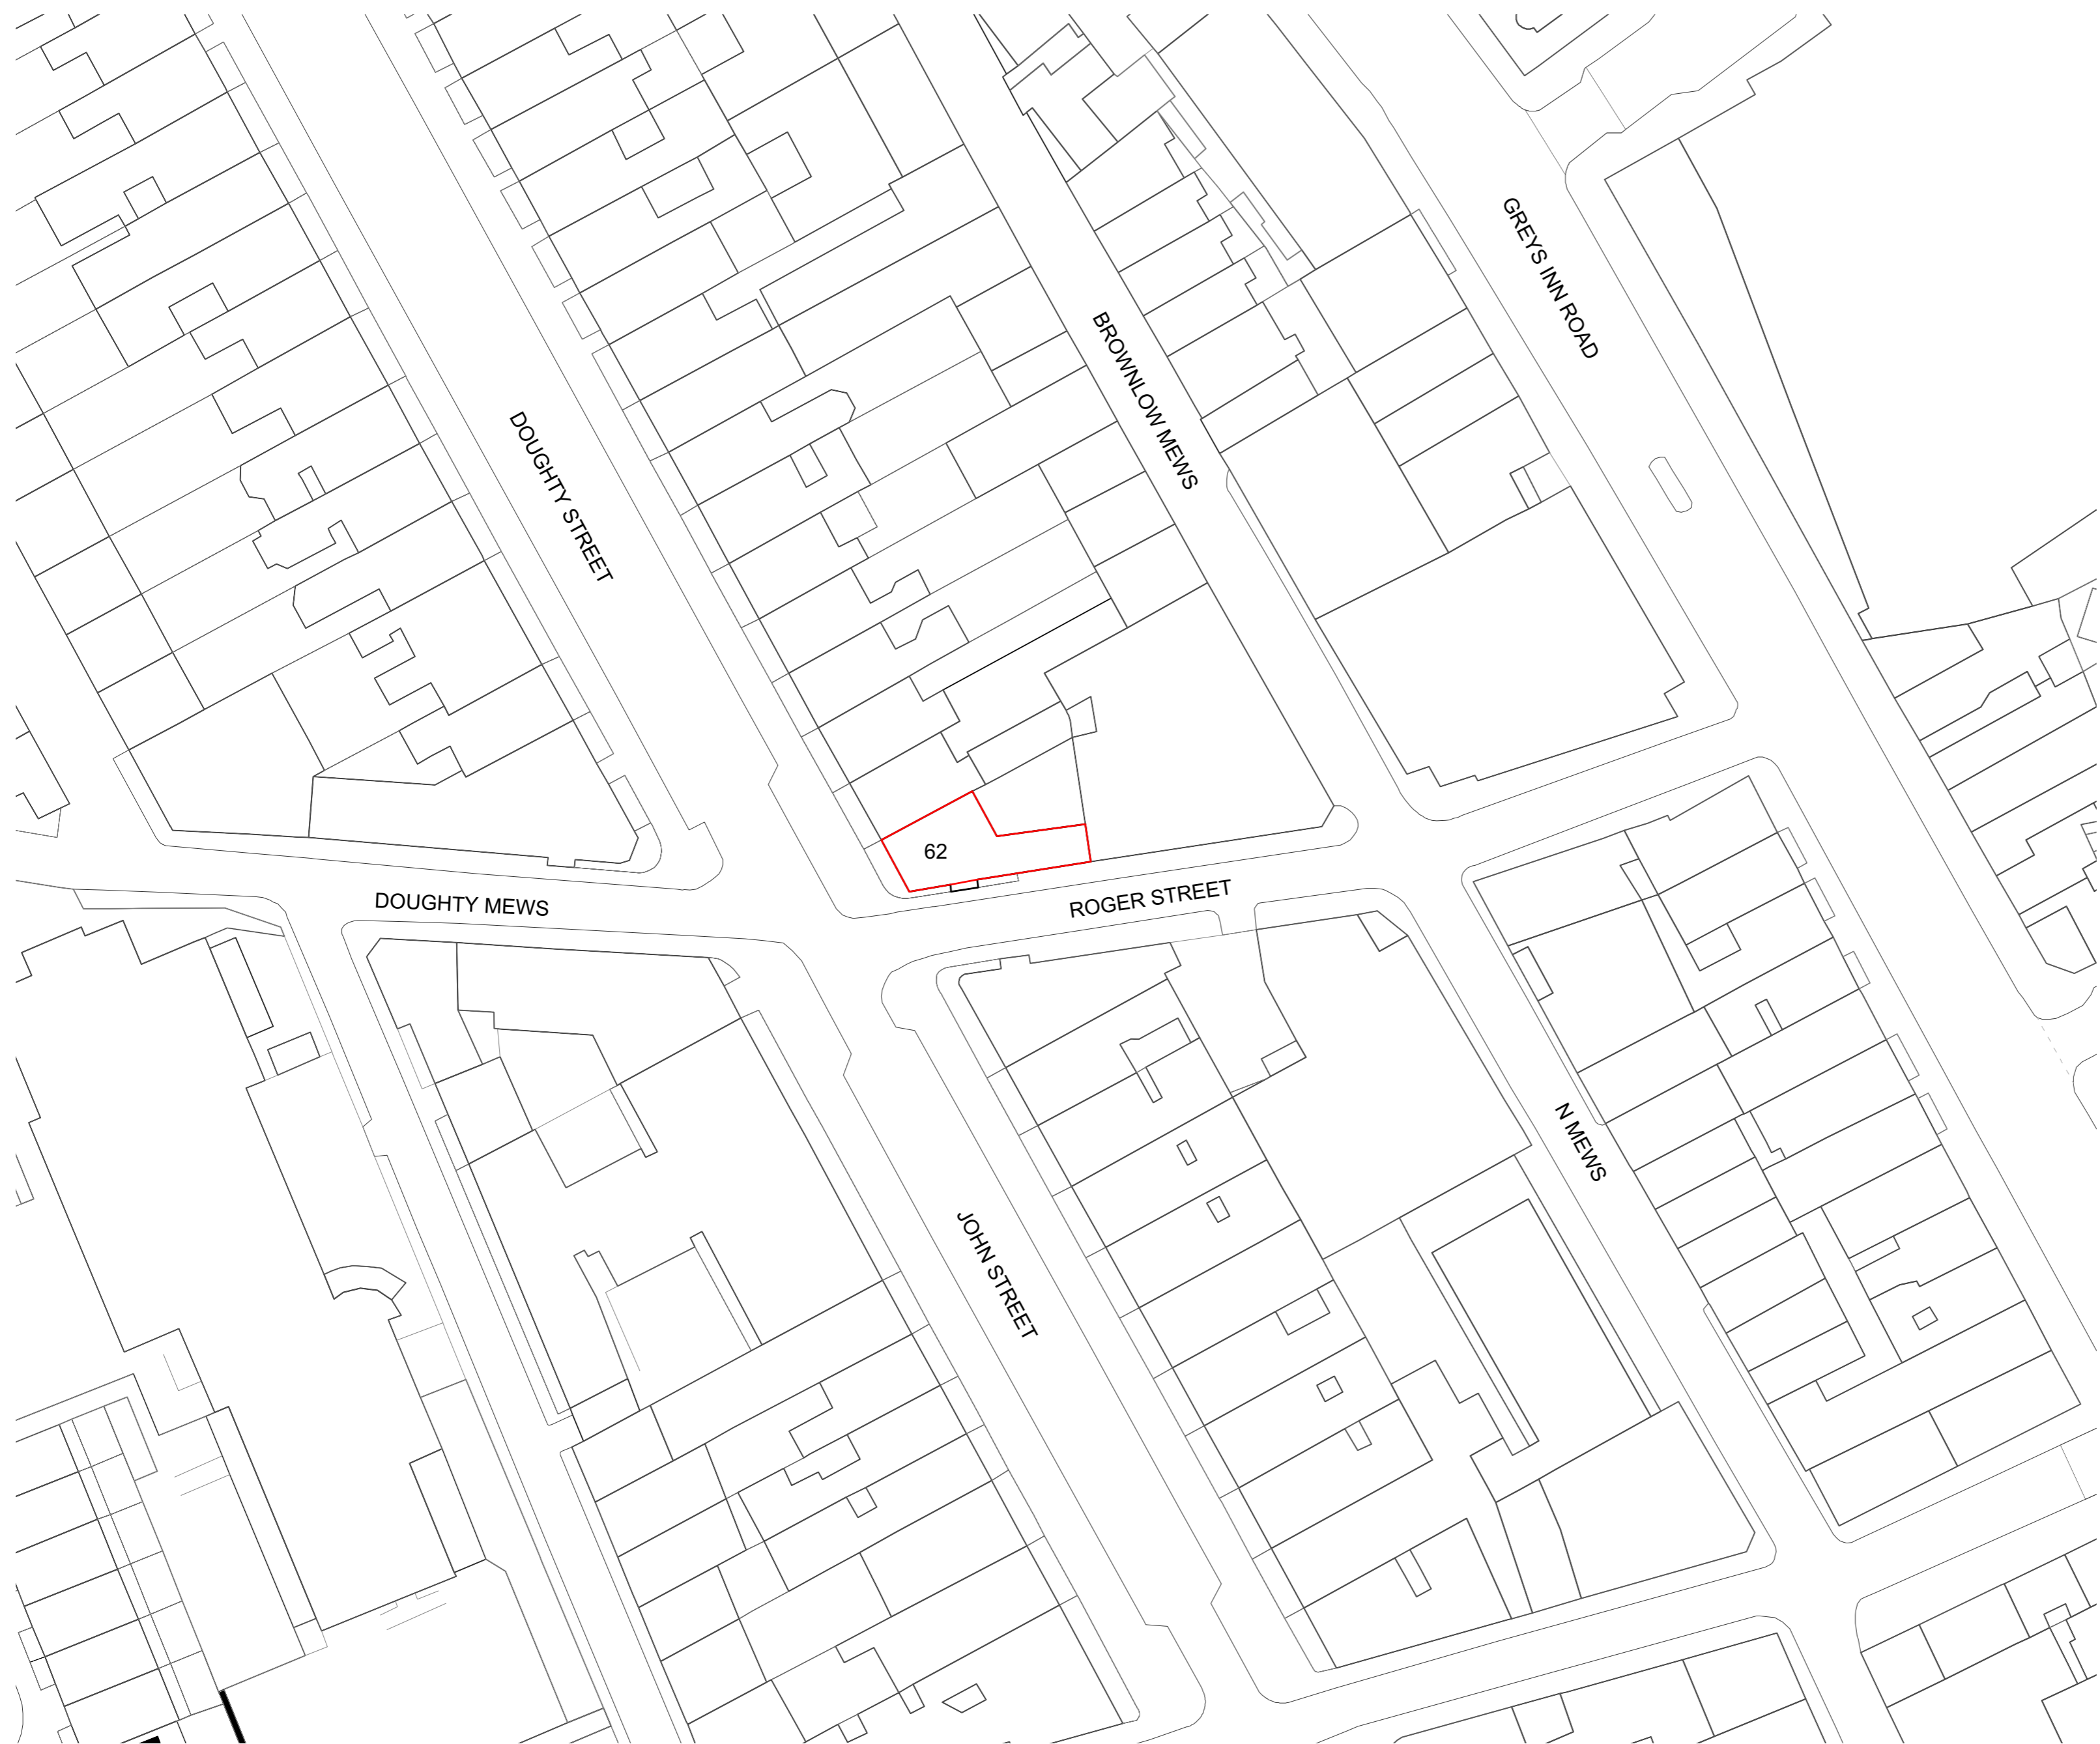 GREYS INN ROAD
BROWNLOW MEWS
DOUGHTY STREET
62
DOUGHTY MEWS
ROGER STREET
N MEWS
JOHN STREET